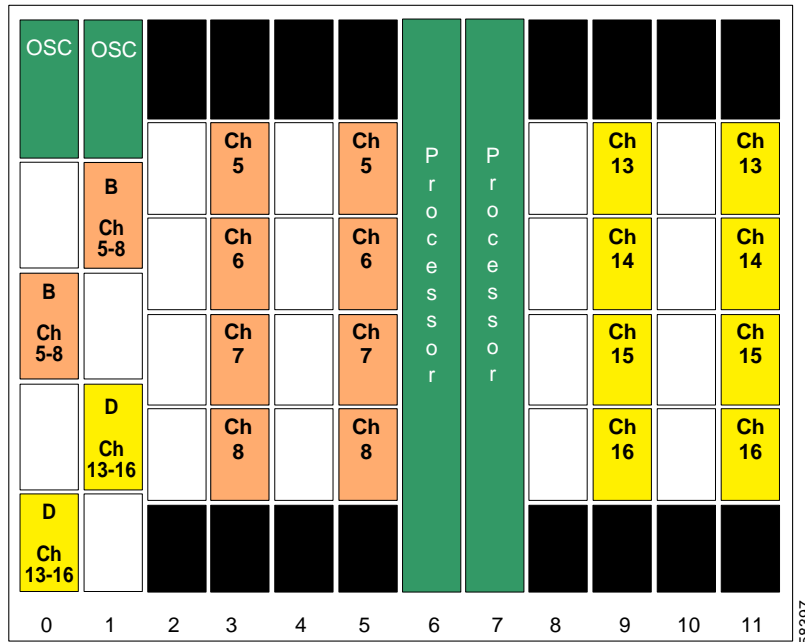 OSC OSC
Ch 5 Ch 5 Ch 13 Ch 13
Processor Processor
B
Ch
5-8
Ch 6 Ch 6 Ch 14 Ch 14
B
Ch
5-8
Ch 7 Ch 7 Ch 15 Ch 15
D
Ch
13-16
Ch 8 Ch 8 Ch 16 Ch 16
D
Ch
13-16
0 1 2 3 4 5 6 7 8 9 10 11